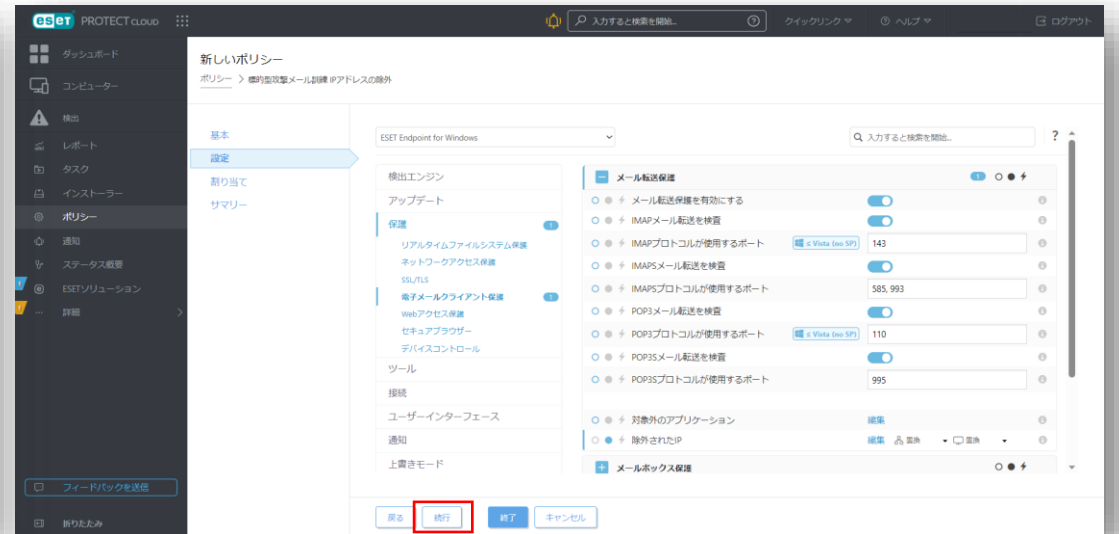 eset PROTECT CLOUD
入力すると検索を開始...
クイックリンク
ヘルプ
ログアウト
ダッシュボード
コンピューター
検出
レポート
タスク
インストーラー
ポリシー
通知
ステータス概要
ESETソリューション
詳細
フィードバックを送信
折りたたみ
新しいポリシー
ポリシー > 標的型攻撃メール訓練 IPアドレスの除外
基本
設定
割り当て
サマリー
ESET Endpoint for Windows
入力すると検索を開始... ?
検出エンジン
アップデート
保護 1
リアルタイムファイルシステム保護
ネットワークアクセス保護
SSL/TLS
電子メールクライアント保護 1
Webアクセス保護
セキュアブラウザー
デバイスコントロール
ツール
接続
ユーザーインターフェース
通知
上書きモード
メール転送保護 1
メール転送保護を有効にする
IMAPメール転送を検査
IMAPプロトコルが使用するポート ≤ Vista (no SP) 143
IMAPSメール転送を検査
IMAPSプロトコルが使用するポート 585, 993
POP3メール転送を検査
POP3プロトコルが使用するポート ≤ Vista (no SP) 110
POP3Sメール転送を検査
POP3Sプロトコルが使用するポート 995
対象外のアプリケーション 編集
除外されたIP 編集 置換 置換
メールボックス保護
戻る 続行 終了 キャンセル